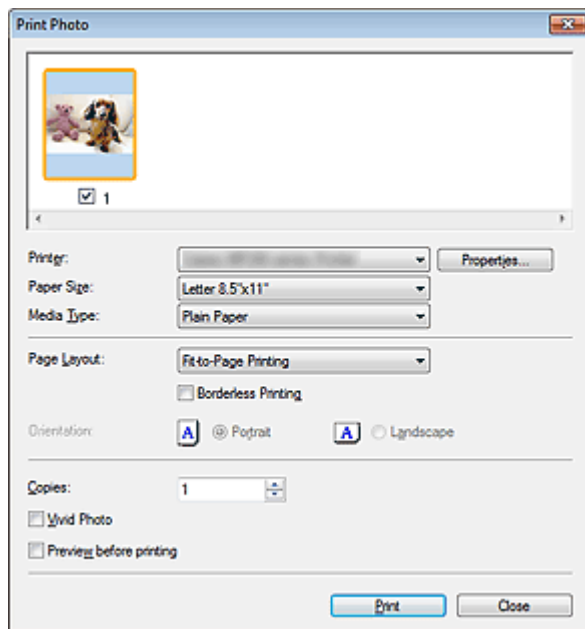 Print Photo
1
Printer:
Properties...
Paper Size: Letter 8.5"x11"
Media Type: Plain Paper
Page Layout: Fit-to-Page Printing
Borderless Printing
Orientation: A Portrait A Landscape
Copies: 1
Vivid Photo
Preview before printing
Print Close